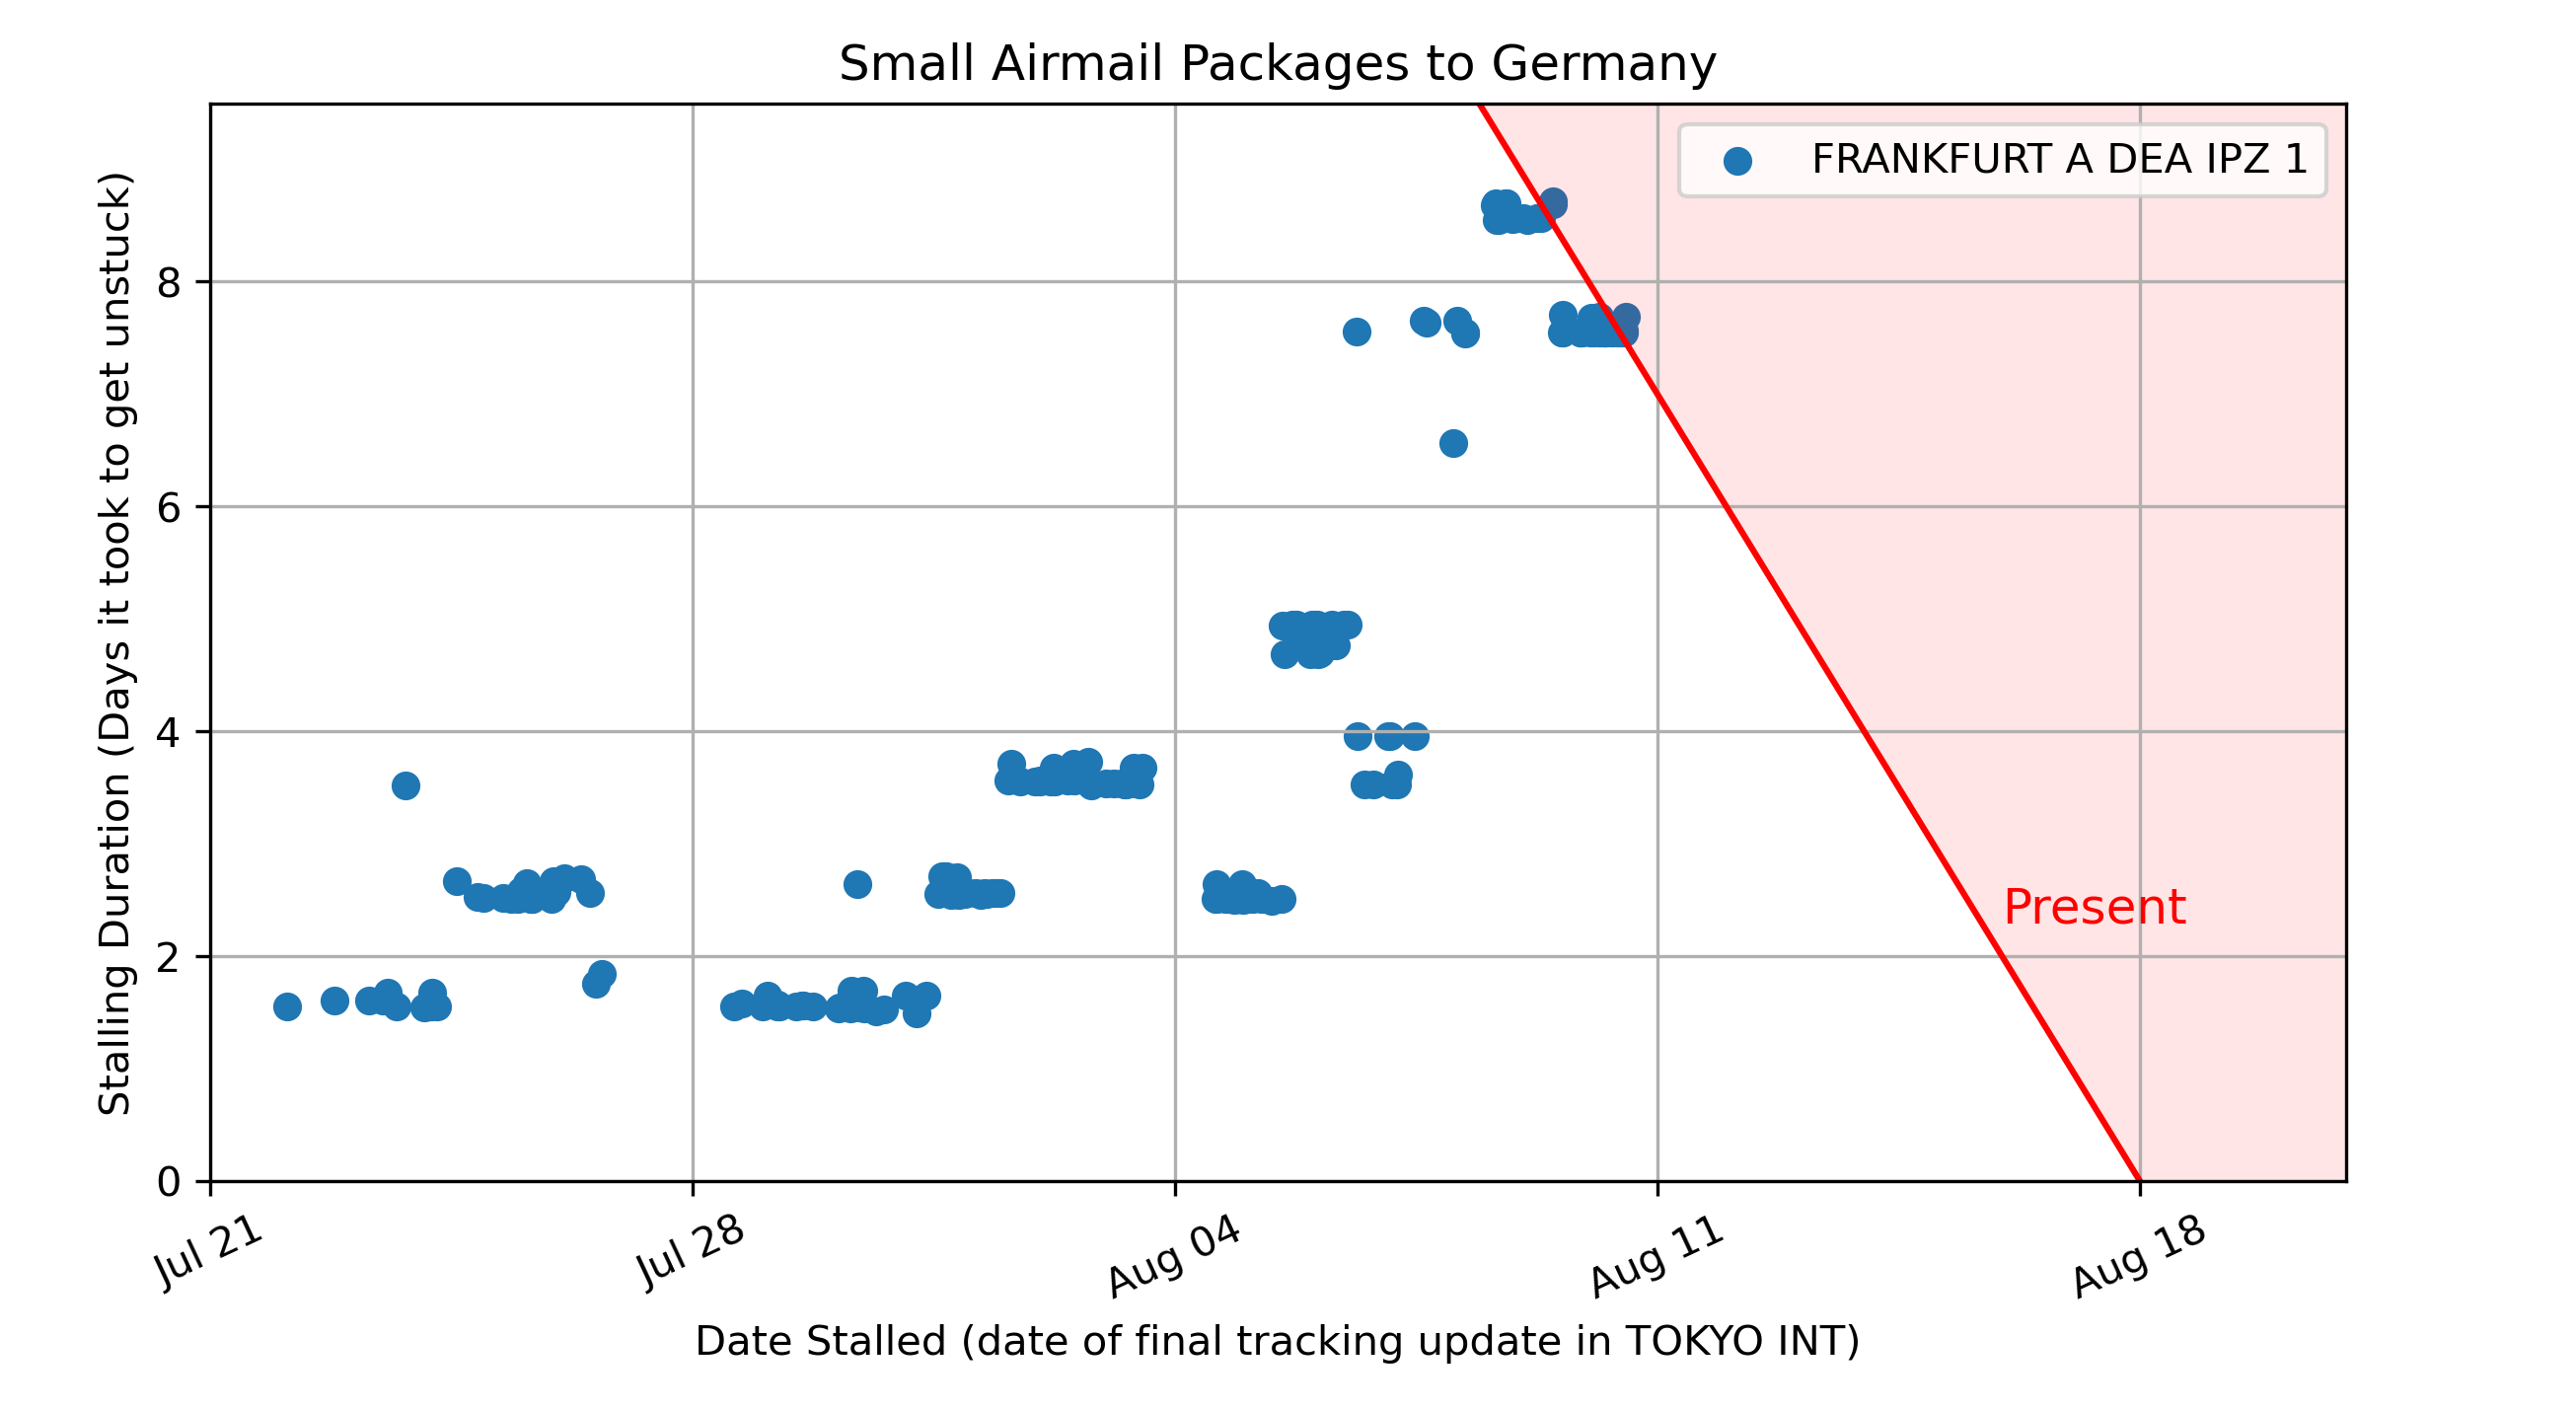 Small Airmail Packages to Germany
FRANKFURT A DEA IPZ 1
Stalling Duration (Days it took to get unstuck)
8
6
4
2
0
Present
Jul 21
Jul 28
Aug 04
Aug 11
Aug 18
Date Stalled (date of final tracking update in TOKYO INT)